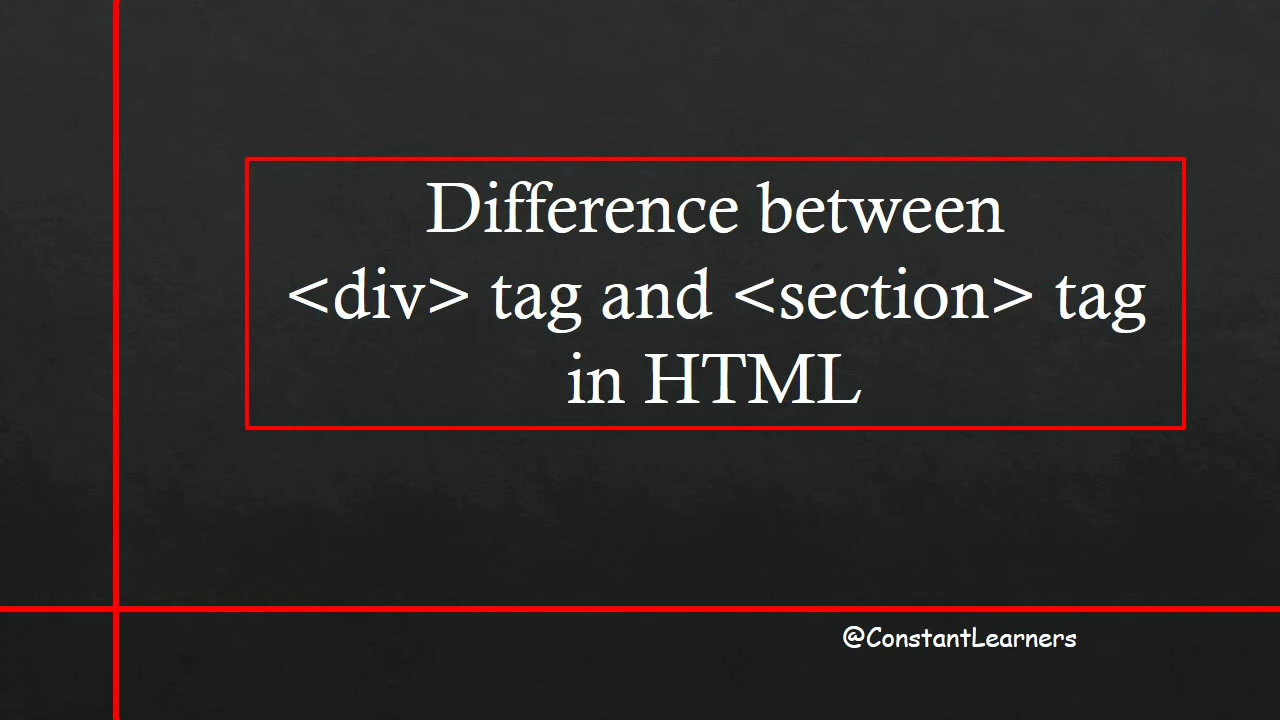 Difference between
<div> tag and <section> tag
in HTML
@ConstantLearners